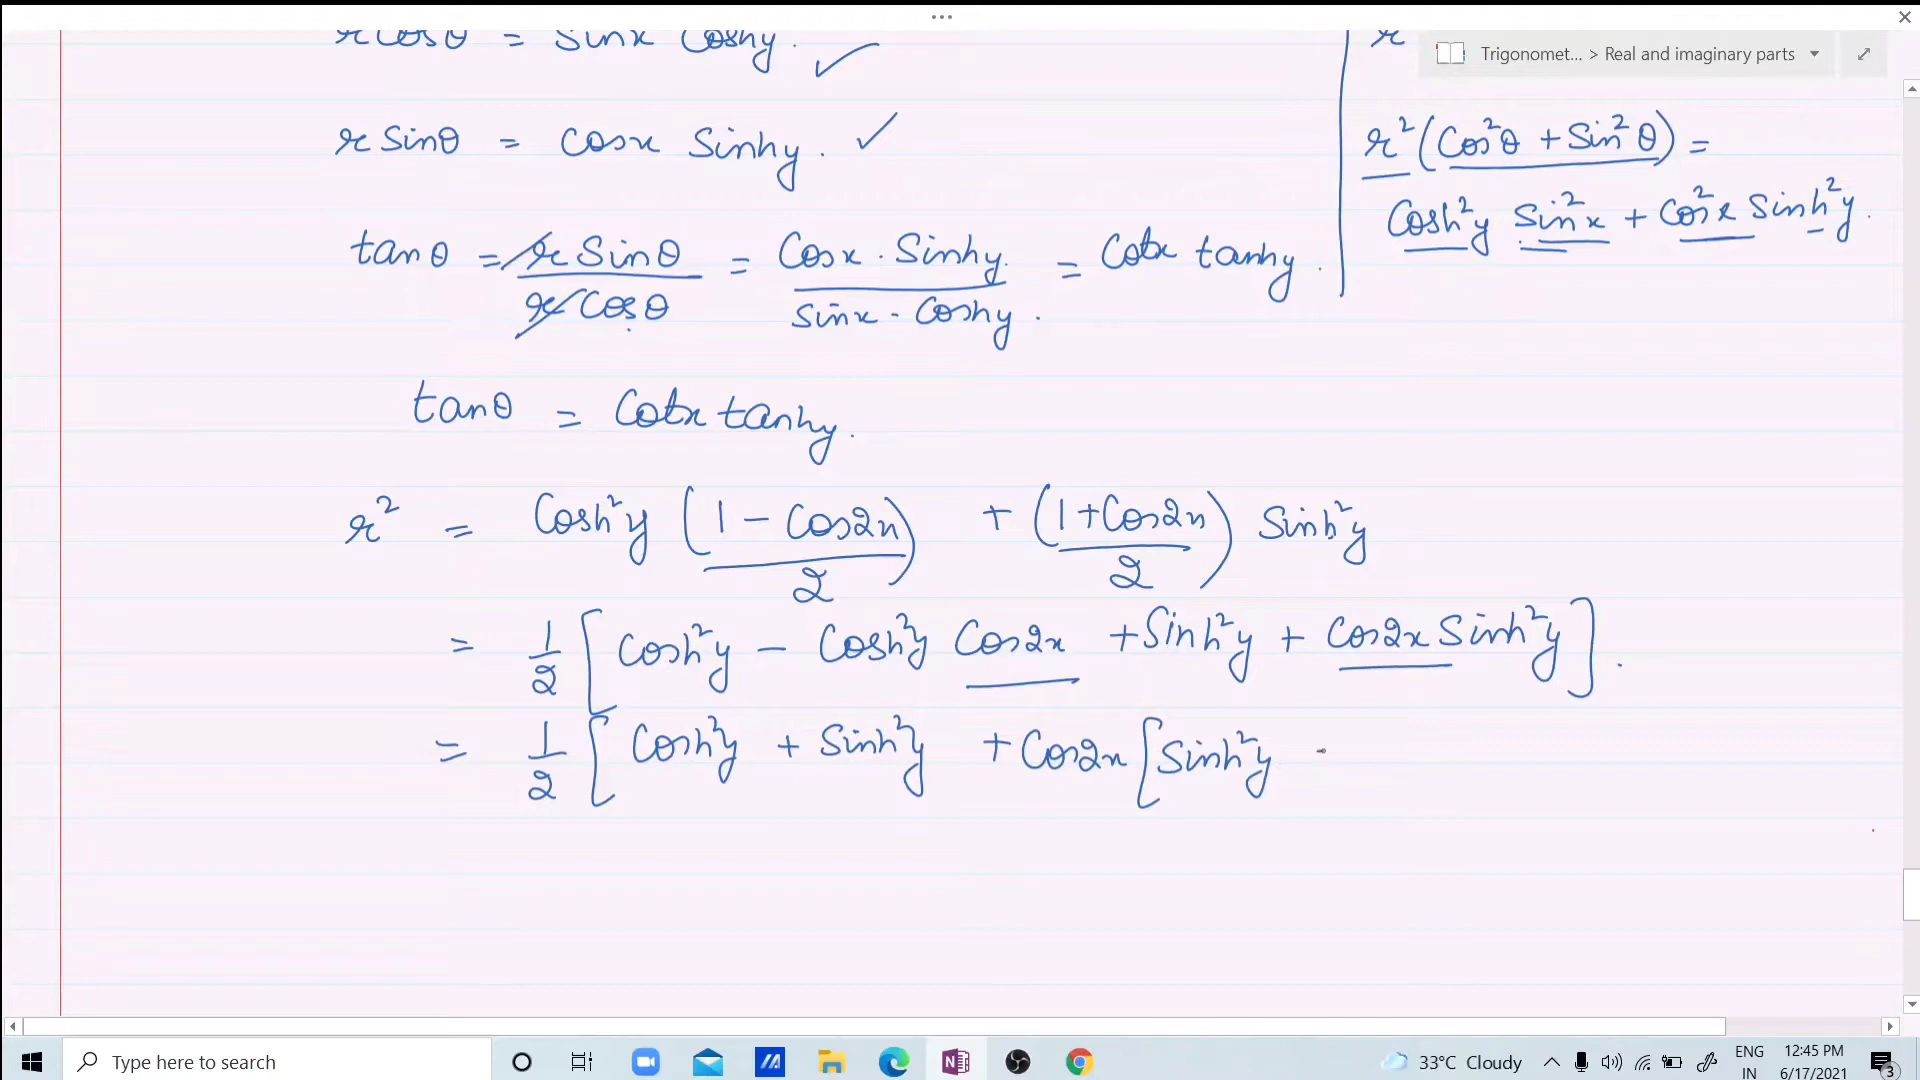 r cosθ = sinx coshy.
r sinθ = cosx sinhy.
tanθ = r sinθ / r cosθ = cosx . sinhy / sinx . coshy. = cotx tanhy.
tanθ = cotx tanhy.
r² = cosh²y (1 - cos2x / 2) + (1 + cos2x / 2) sinh²y
= 1/2 [cosh²y - cosh²y cos2x + sinh²y + cos2x sinh²y].
= 1/2 [cosh²y + sinh²y + cos2x [sinh²y -
r
r² (cos²θ + sin²θ) =
cosh²y sin²x + cos²x sinh²y.
Trigonomet... > Real and imaginary parts
Type here to search
33°C Cloudy
ENG
IN
12:45 PM
6/17/2021
3